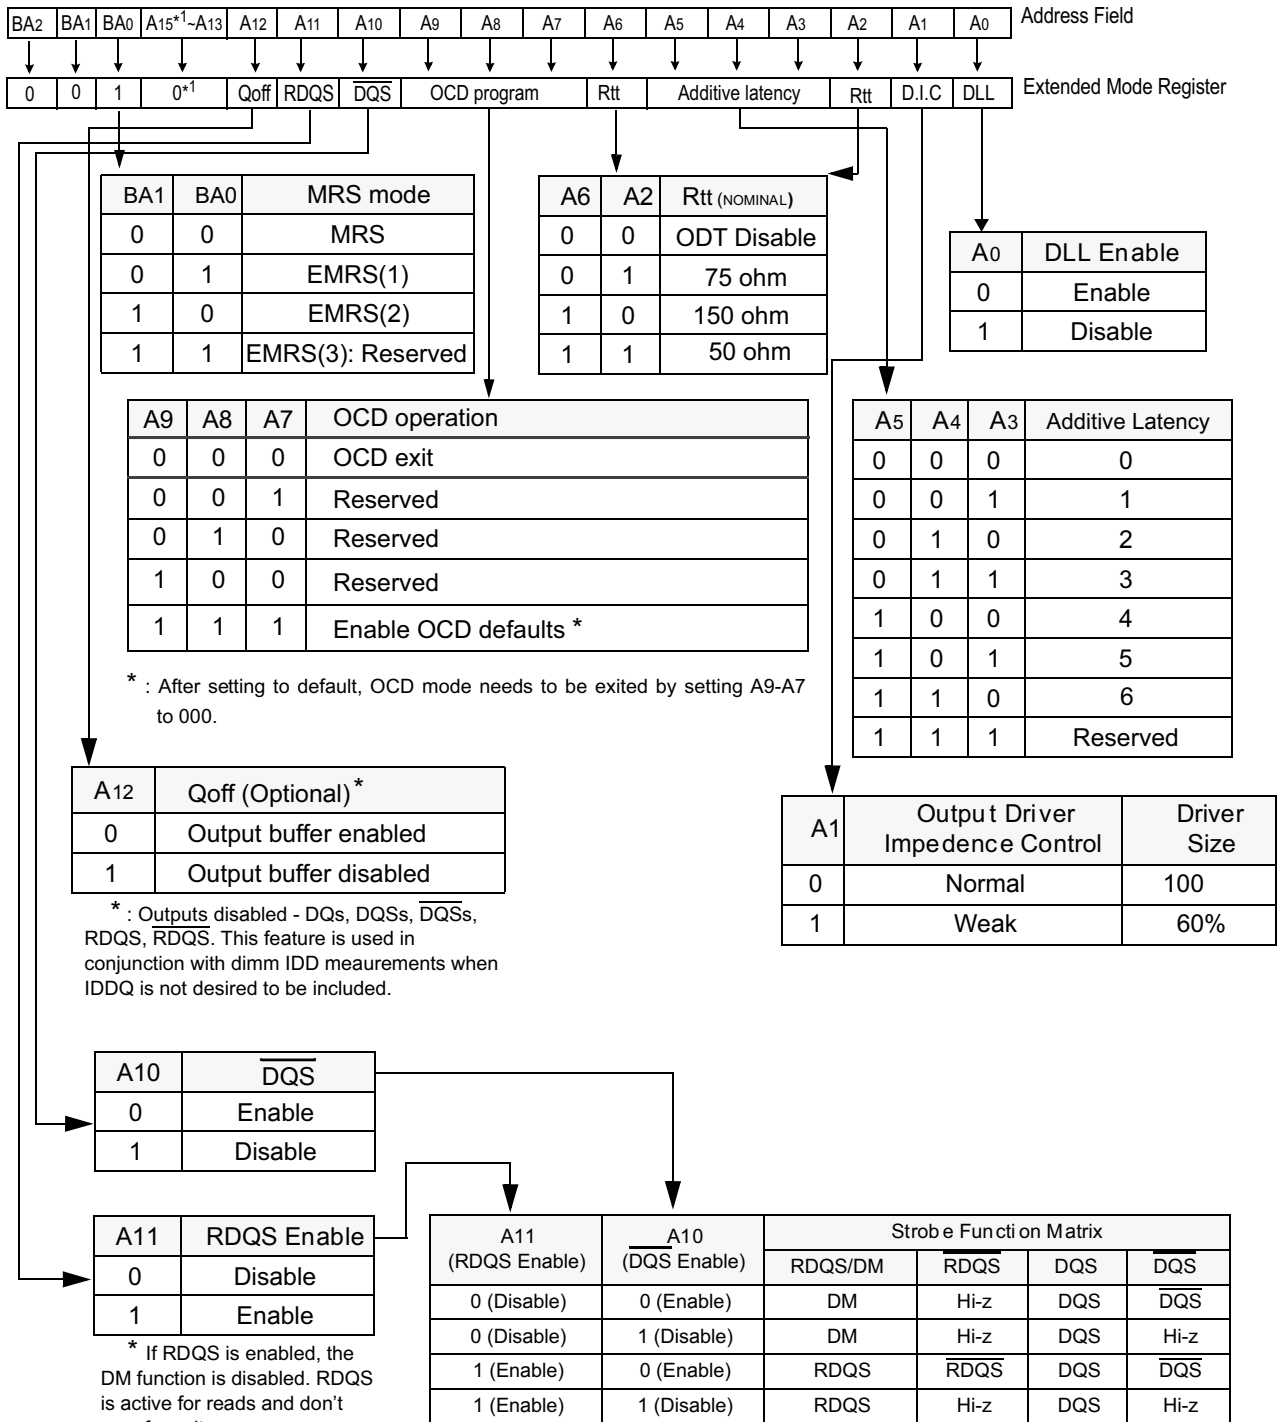 BA2 BA1 BA0 A15*1~A13 A12 A11 A10 A9 A8 A7 A6 A5 A4 A3 A2 A1 A0 Address Field
0 0 1 0*1 Qoff RDQS D̅Q̅S̅ OCD program Rtt Additive latency Rtt D.I.C DLL Extended Mode Register
BA1 BA0 MRS mode
0 0 MRS
0 1 EMRS(1)
1 0 EMRS(2)
1 1 EMRS(3): Reserved
A6 A2 Rtt (NOMINAL)
0 0 ODT Disable
0 1 75 ohm
1 0 150 ohm
1 1 50 ohm
A0 DLL Enable
0 Enable
1 Disable
A9 A8 A7 OCD operation
0 0 0 OCD exit
0 0 1 Reserved
0 1 0 Reserved
1 0 0 Reserved
1 1 1 Enable OCD defaults *
* : After setting to default, OCD mode needs to be exited by setting A9-A7
to 000.
A5 A4 A3 Additive Latency
0 0 0 0
0 0 1 1
0 1 0 2
0 1 1 3
1 0 0 4
1 0 1 5
1 1 0 6
1 1 1 Reserved
A12 Qoff (Optional)*
0 Output buffer enabled
1 Output buffer disabled
* : Outputs disabled - DQs, DQSs, D̅Q̅S̅s,
RDQS, R̅D̅Q̅S̅. This feature is used in
conjunction with dimm IDD meaurements when
IDDQ is not desired to be included.
A1 Output Driver Impedence Control Driver Size
0 Normal 100
1 Weak 60%
A10 D̅Q̅S̅
0 Enable
1 Disable
A11 RDQS Enable
0 Disable
1 Enable
* If RDQS is enabled, the
DM function is disabled. RDQS
is active for reads and don't
A11 (RDQS Enable) A10 (D̅Q̅S̅ Enable) Strobe Function Matrix
RDQS/DM R̅D̅Q̅S̅ DQS D̅Q̅S̅
0 (Disable) 0 (Enable) DM Hi-z DQS D̅Q̅S̅
0 (Disable) 1 (Disable) DM Hi-z DQS Hi-z
1 (Enable) 0 (Enable) RDQS R̅D̅Q̅S̅ DQS D̅Q̅S̅
1 (Enable) 1 (Disable) RDQS Hi-z DQS Hi-z